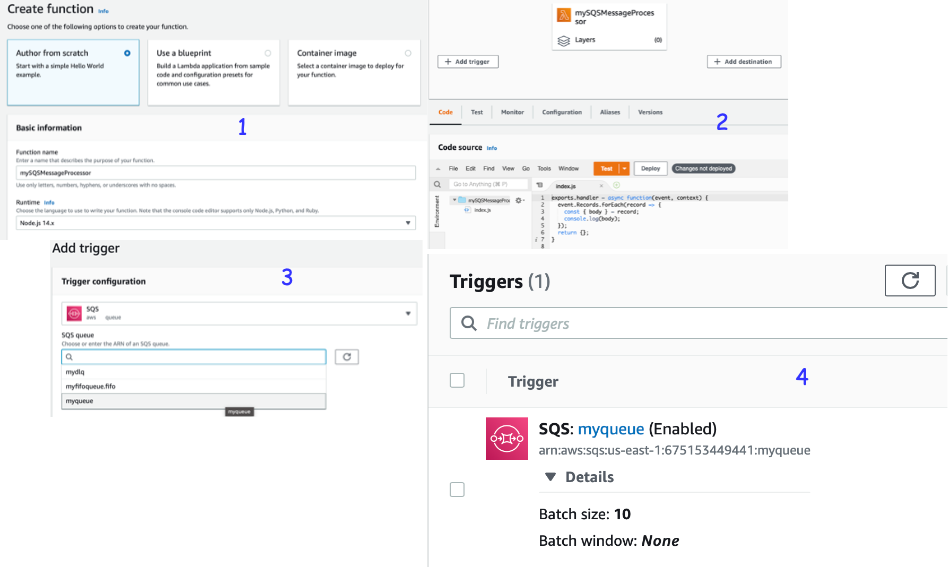 Create function Info
Choose one of the following options to create your function.
Author from scratch
Start with a simple Hello World
example.
Use a blueprint
Build a Lambda application from sample
code and configuration presets for
common use cases.
Container image
Select a container image to deploy for
your function.
1
Basic information
Function name
Enter a name that describes the purpose of your function.
mySQSMessageProcessor
Use only letters, numbers, hyphens, or underscores with no spaces.
Runtime Info
Choose the language to use to write your function. Note that the console code editor supports only Node.js, Python, and Ruby.
Node.js 14.x
mySQSMessageProces
sor
Layers (0)
+ Add trigger
+ Add destination
Code Test Monitor Configuration Aliases Versions
2
Code source Info
File Edit Find View Go Tools Window Test Deploy Changes not deployed
Go to Anything (⌘ P)
index.js
Environment
mySQSMessageProc
index.js
1 exports.handler = async function(event, context) {
2 event.Records.forEach(record => {
3 const { body } = record;
4 console.log(body);
5 });
6 return {};
7 }
8
Add trigger
3
Trigger configuration
SQS
aws queue
SQS queue
Choose or enter the ARN of an SQS queue.
mydlq
myfifoqueue.fifo
myqueue
myqueue
Triggers (1)
Find triggers
4
Trigger
SQS: myqueue (Enabled)
arn:aws:sqs:us-east-1:675153449441:myqueue
▼ Details
Batch size: 10
Batch window: None